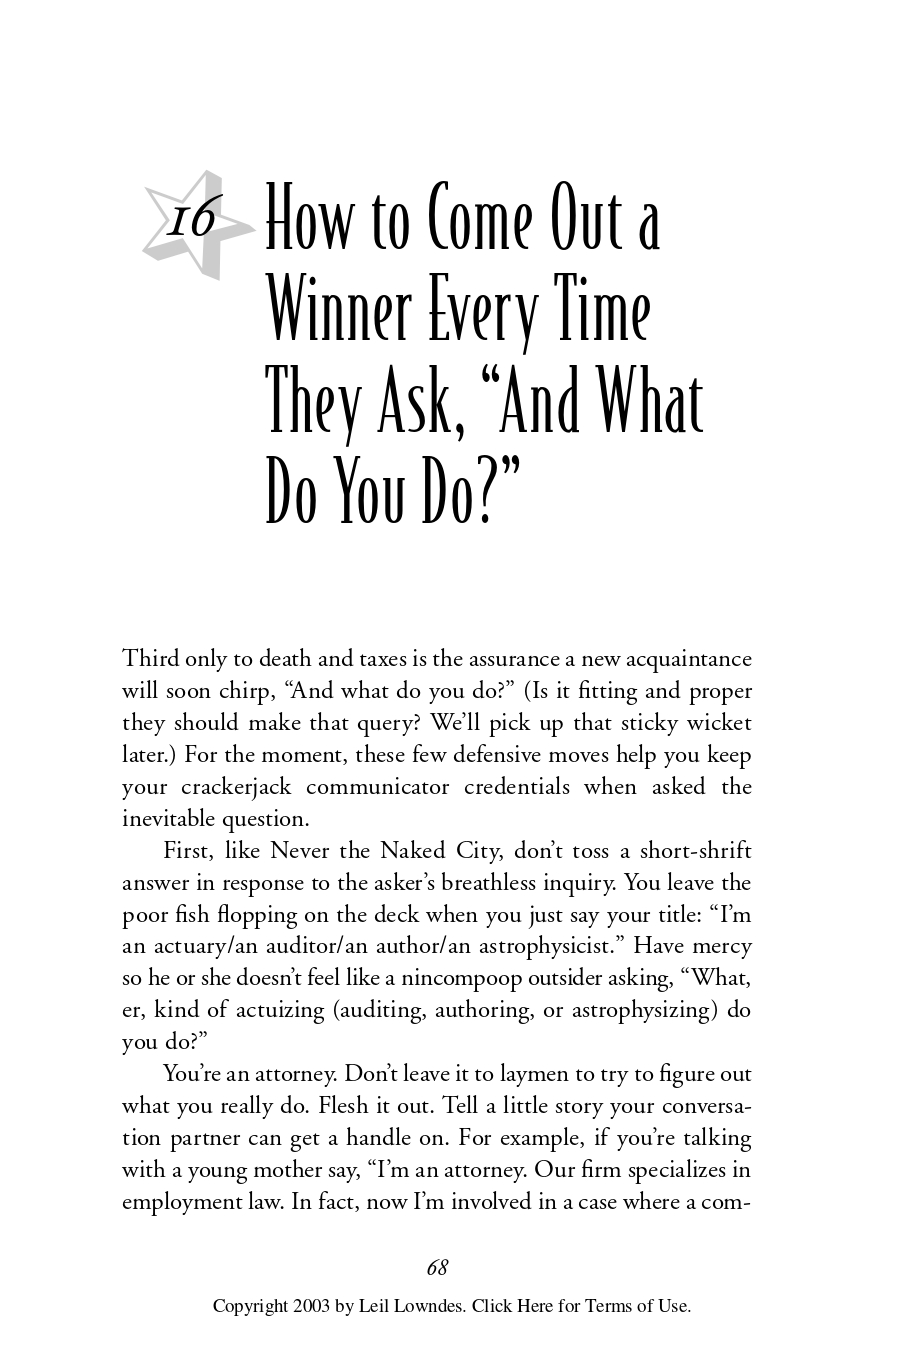 16
How to Come Out a
Winner Every Time
They Ask, “And What
Do You Do?”
Third only to death and taxes is the assurance a new acquaintance
will soon chirp, “And what do you do?” (Is it fitting and proper
they should make that query? We’ll pick up that sticky wicket
later.) For the moment, these few defensive moves help you keep
your crackerjack communicator credentials when asked the
inevitable question.
First, like Never the Naked City, don’t toss a short-shrift
answer in response to the asker’s breathless inquiry. You leave the
poor fish flopping on the deck when you just say your title: “I’m
an actuary/an auditor/an author/an astrophysicist.” Have mercy
so he or she doesn’t feel like a nincompoop outsider asking, “What,
er, kind of actuizing (auditing, authoring, or astrophysizing) do
you do?”
You’re an attorney. Don’t leave it to laymen to try to figure out
what you really do. Flesh it out. Tell a little story your conversa-
tion partner can get a handle on. For example, if you’re talking
with a young mother say, “I’m an attorney. Our firm specializes in
employment law. In fact, now I’m involved in a case where a com-
68
Copyright 2003 by Leil Lowndes. Click Here for Terms of Use.